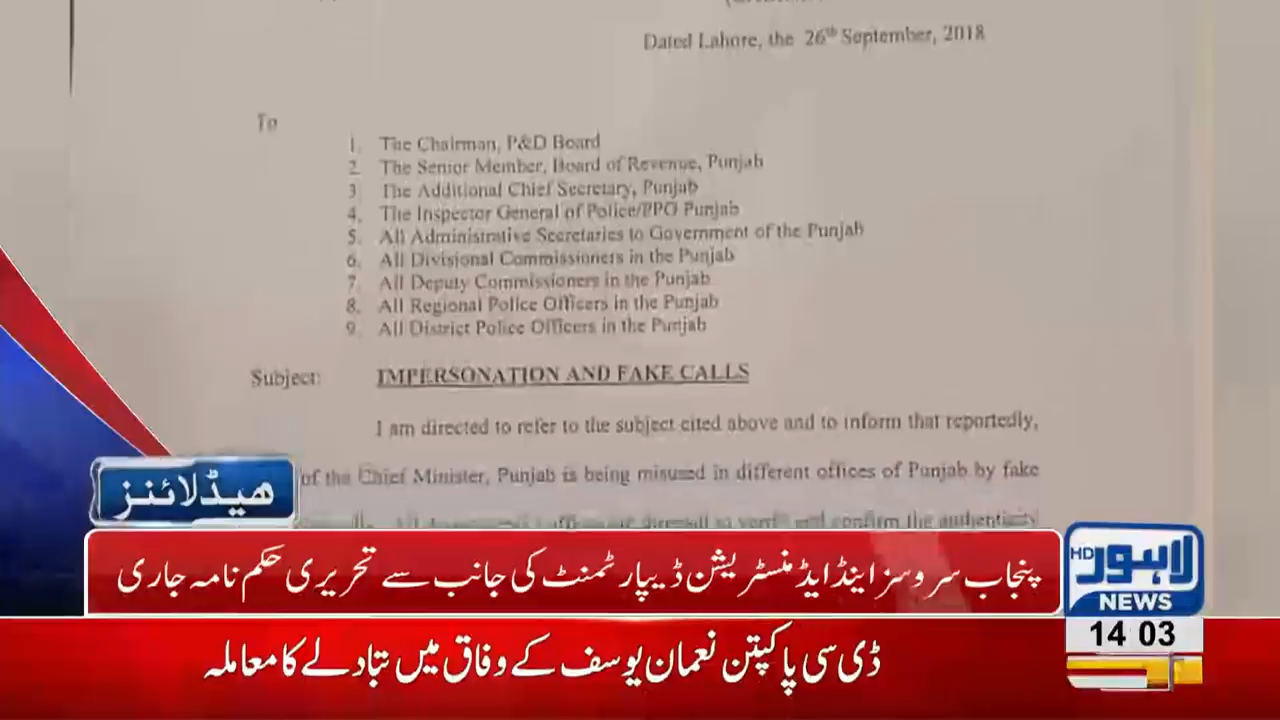 Dated Lahore, the 26th September, 2018
To
1. The Chairman, P&D Board
2. The Senior Member, Board of Revenue, Punjab
3. The Additional Chief Secretary, Punjab
4. The Inspector General of Police/PPO Punjab
5. All Administrative Secretaries to Government of the Punjab
6. All Divisional Commissioners in the Punjab
7. All Deputy Commissioners in the Punjab
8. All Regional Police Officers in the Punjab
9. All District Police Officers in the Punjab
Subject: IMPERSONATION AND FAKE CALLS
I am directed to refer to the subject cited above and to inform that reportedly,
of the Chief Minister, Punjab is being misused in different offices of Punjab by fake
and confirm the authenticity
ھیڈلائنز
پنجاب سروسز اینڈ ایڈمنسٹریشن ڈیپارٹمنٹ کی جانب سے تحریری حکم نامہ جاری
لاہور HD
NEWS
14 03
ڈی سی پاکپتن نعمان یوسف کے وفاق میں تبادلے کا معاملہ